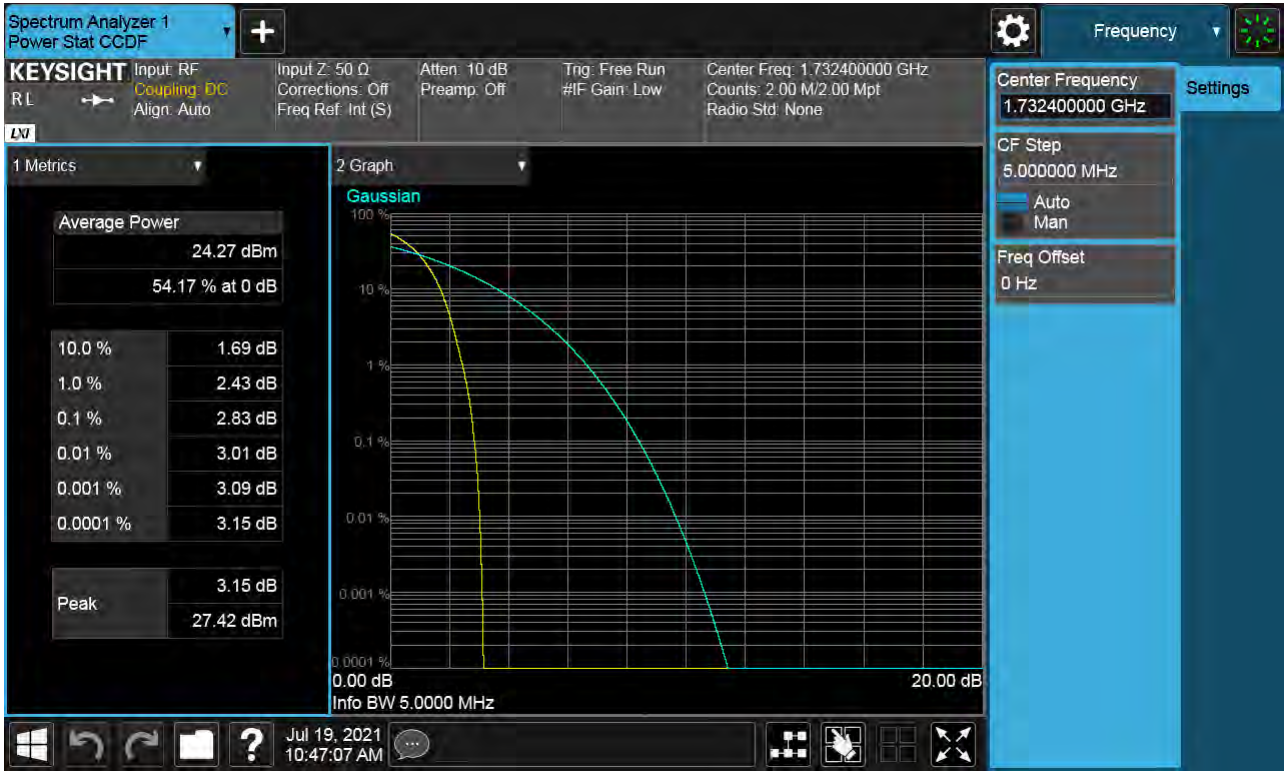 Spectrum Analyzer 1
Power Stat CCDF
+
Frequency
KEYSIGHT
RL
LXI
Input: RF
Coupling: DC
Align: Auto
Input Z: 50 Ω
Corrections: Off
Freq Ref: Int (S)
Atten: 10 dB
Preamp: Off
Trig: Free Run
#IF Gain: Low
Center Freq: 1.732400000 GHz
Counts: 2.00 M/2.00 Mpt
Radio Std: None
Center Frequency
1.732400000 GHz
Settings
CF Step
5.000000 MHz
Auto
Man
Freq Offset
0 Hz
1 Metrics
Average Power
24.27 dBm
54.17 % at 0 dB
10.0 % 1.69 dB
1.0 % 2.43 dB
0.1 % 2.83 dB
0.01 % 3.01 dB
0.001 % 3.09 dB
0.0001 % 3.15 dB
Peak
3.15 dB
27.42 dBm
2 Graph
Gaussian
100 %
10 %
1 %
0.1 %
0.01 %
0.001 %
0.0001 %
0.00 dB 20.00 dB
Info BW 5.0000 MHz
?
Jul 19, 2021
10:47:07 AM